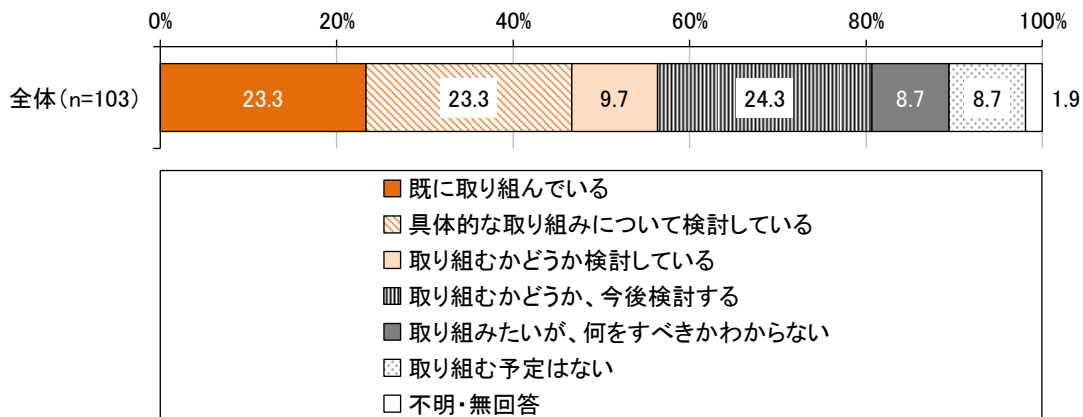 0% 20% 40% 60% 80% 100%
全体(n=103) 23.3 23.3 9.7 24.3 8.7 8.7 1.9
既に取り組んでいる
具体的な取り組みについて検討している
取り組むかどうか検討している
取り組むかどうか、今後検討する
取り組みたいが、何をすべきかわからない
取り組む予定はない
不明・無回答